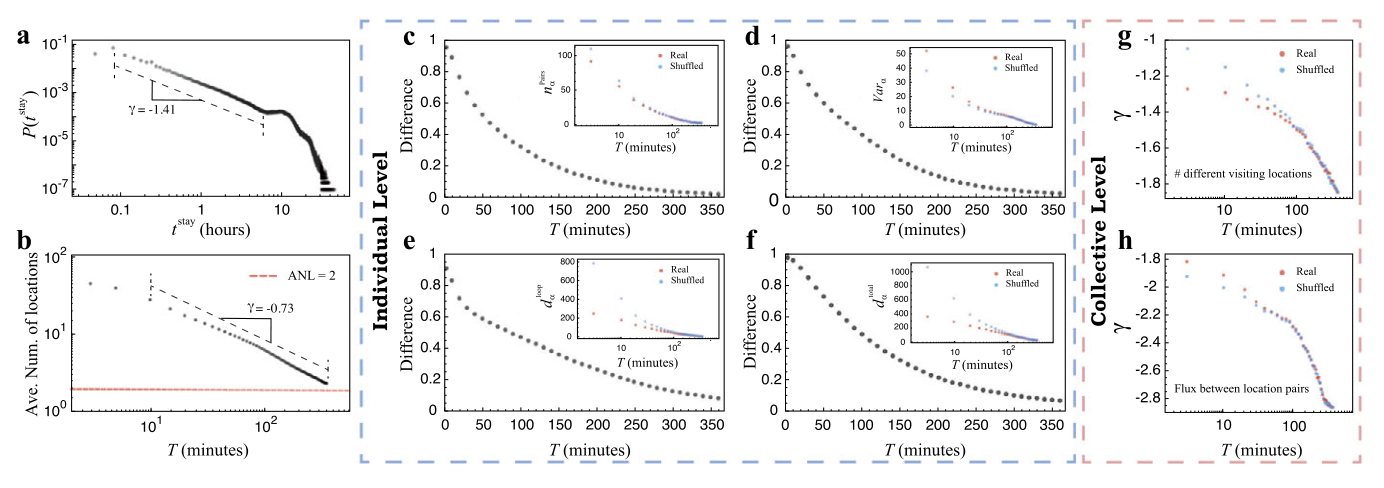 a
10^-1
10^-3
10^-5
10^-7
P(t^stay)
γ = -1.41
0.1
1
10
t^stay (hours)
b
10^2
10^1
10^0
Ave. Num. of locations
ANL = 2
γ = -0.73
10^1
10^2
T (minutes)
Individual Level
c
1
0.8
0.6
0.4
0.2
0
Difference
100
50
0
n_α^Pairs
Real
Shuffled
10
10^2
T (minutes)
0
50
100
150
200
250
300
350
T (minutes)
d
1
0.8
0.6
0.4
0.2
0
Difference
50
40
30
20
10
0
Var_α
Real
Shuffled
10
10^2
T (minutes)
0
50
100
150
200
250
300
350
T (minutes)
e
1
0.8
0.6
0.4
0.2
0
Difference
800
600
400
200
0
d_α^loop
Real
Shuffled
10
10^2
T (minutes)
0
50
100
150
200
250
300
350
T (minutes)
f
1
0.8
0.6
0.4
0.2
0
Difference
1000
800
600
400
200
0
d_α^total
Real
Shuffled
10
10^2
T (minutes)
0
50
100
150
200
250
300
350
T (minutes)
Collective Level
g
-1
-1.2
-1.4
-1.6
-1.8
γ
Real
Shuffled
# different visiting locations
10
100
T (minutes)
h
-1.8
-2
-2.2
-2.4
-2.6
-2.8
γ
Real
Shuffled
Flux between location pairs
10
100
T (minutes)